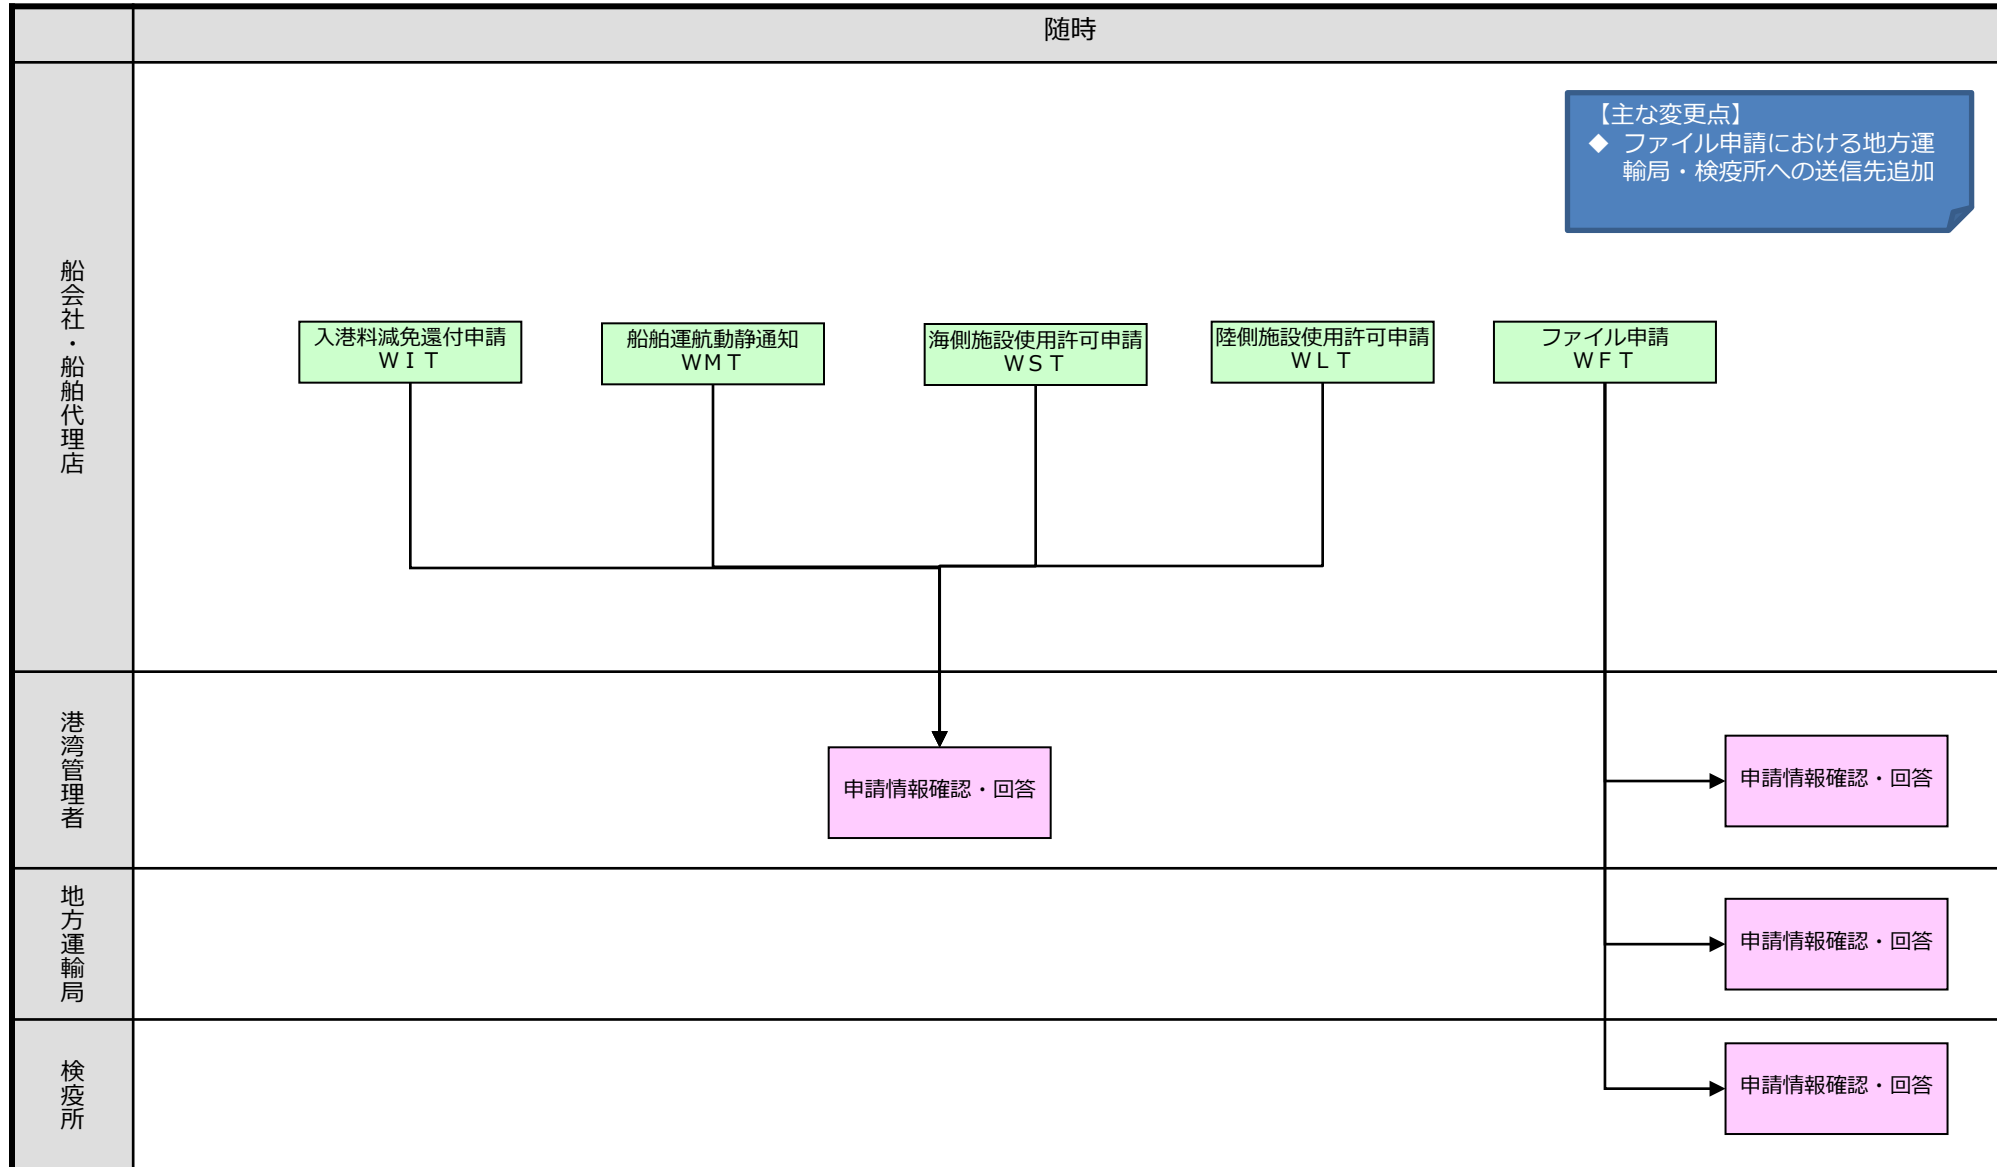 随時
【主な変更点】
◆ ファイル申請における地方運
輸局・検疫所への送信先追加
船会社・船舶代理店
入港料減免還付申請
ＷＩＴ
船舶運航動静通知
ＷＭＴ
海側施設使用許可申請
ＷＳＴ
陸側施設使用許可申請
ＷＬＴ
ファイル申請
ＷＦＴ
港湾管理者
申請情報確認・回答
申請情報確認・回答
地方運輸局
申請情報確認・回答
検疫所
申請情報確認・回答